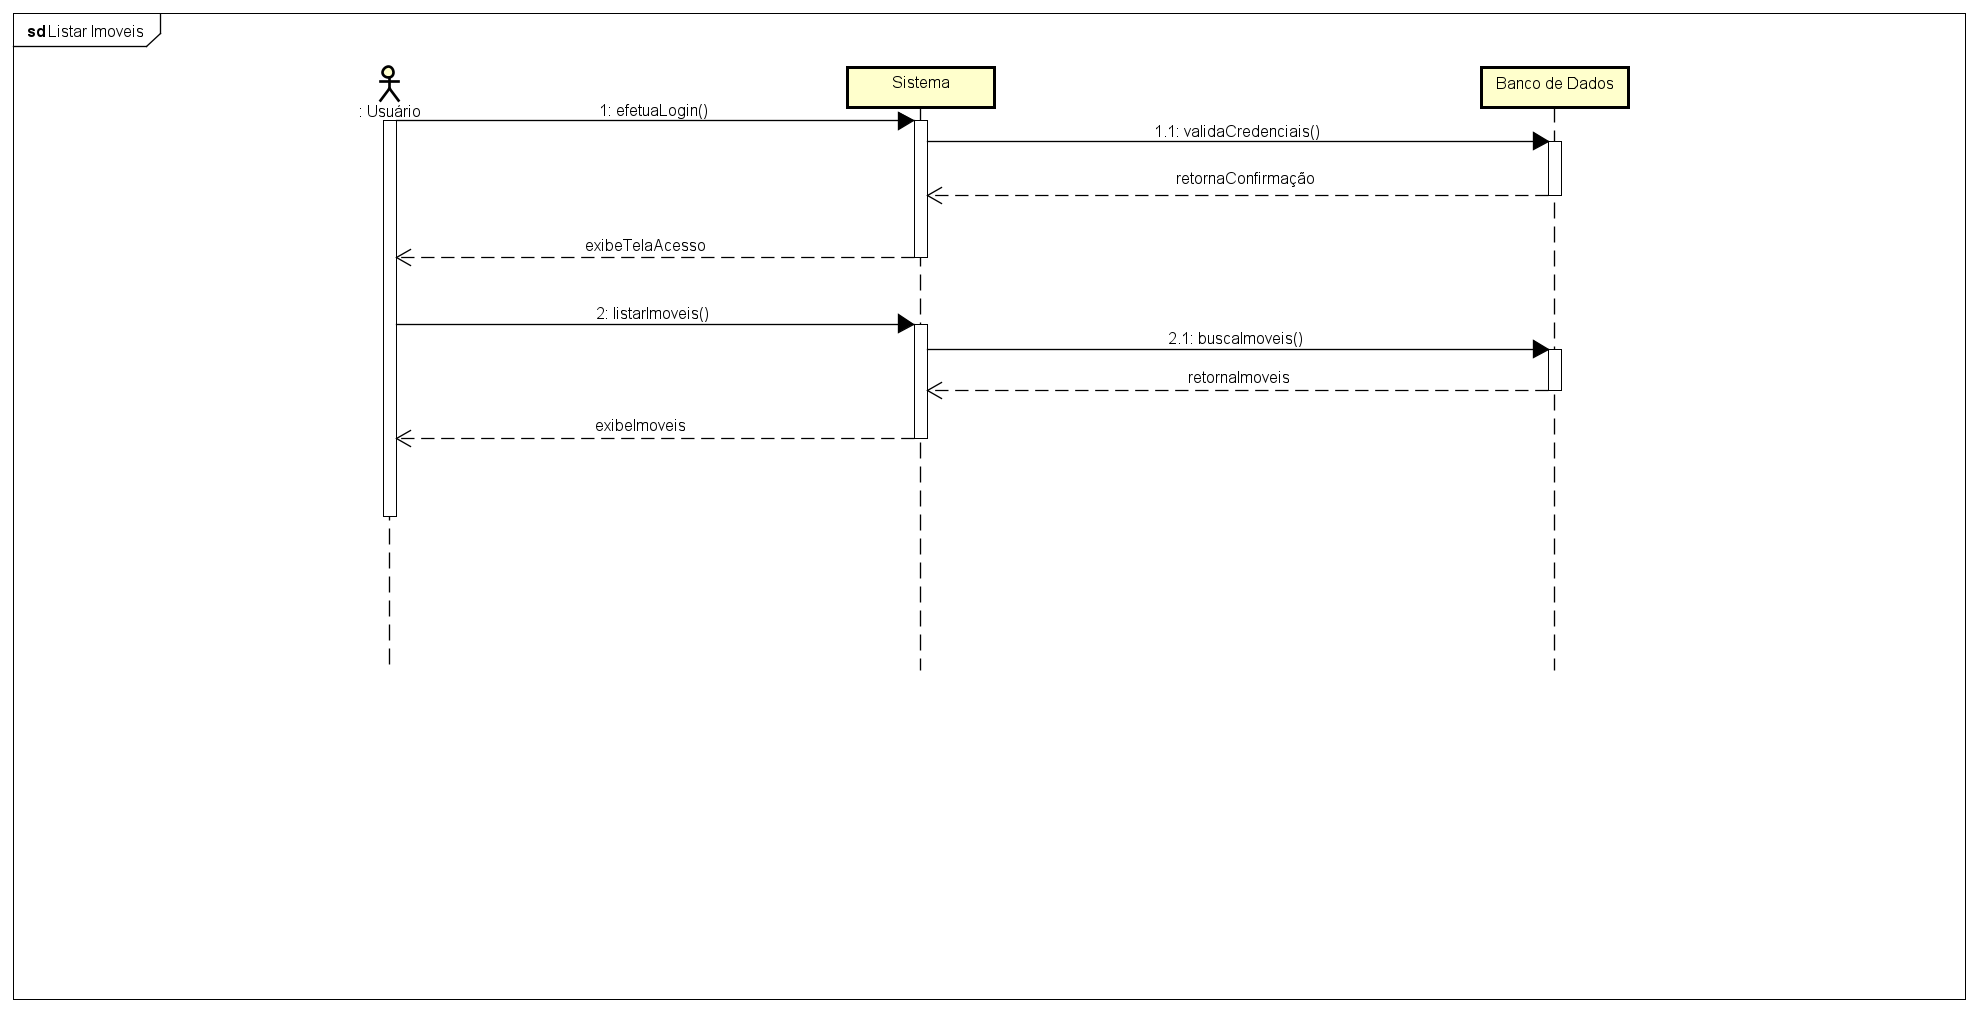 sd Listar Imoveis
: Usuário
Sistema
Banco de Dados
1: efetuaLogin()
1.1: validaCredenciais()
retornaConfirmação
exibeTelaAcesso
2: listarImoveis()
2.1: buscaImoveis()
retornaImoveis
exibeImoveis